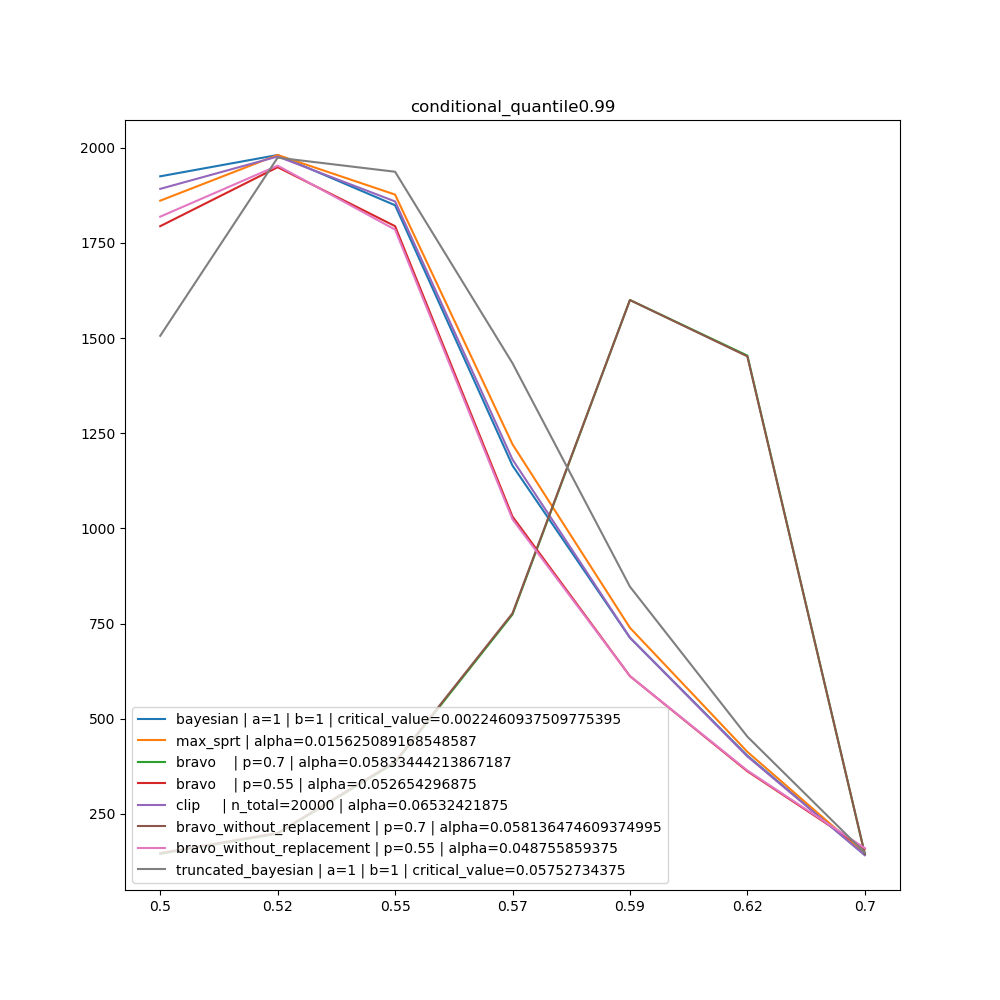 conditional_quantile0.99
2000
1750
1500
1250
1000
750
500
250
bayesian | a=1 | b=1 | critical_value=0.0022460937509775395
max_sprt | alpha=0.015625089168548587
bravo | p=0.7 | alpha=0.05833444213867187
bravo | p=0.55 | alpha=0.052654296875
clip | n_total=20000 | alpha=0.06532421875
bravo_without_replacement | p=0.7 | alpha=0.058136474609374995
bravo_without_replacement | p=0.55 | alpha=0.048755859375
truncated_bayesian | a=1 | b=1 | critical_value=0.05752734375
0.5 0.52 0.55 0.57 0.59 0.62 0.7